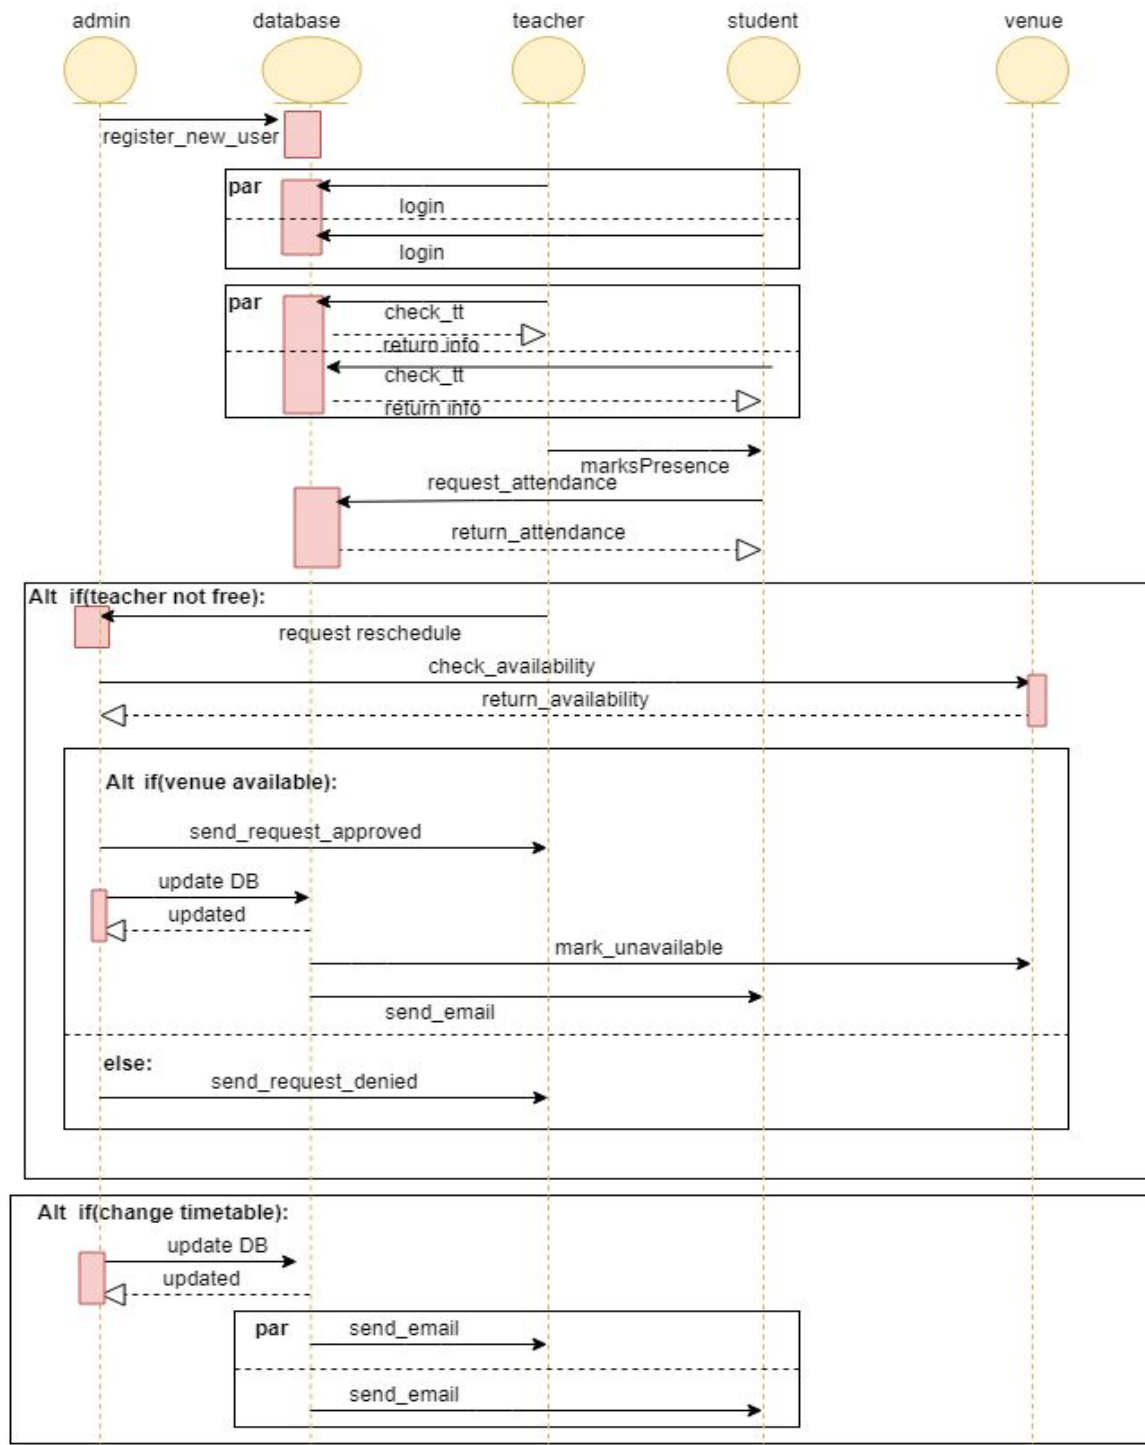 admin database teacher student venue
register_new_user
par
login
login
par
check_tt
return info
check_tt
return info
marksPresence
request_attendance
return_attendance
Alt if(teacher not free):
request reschedule
check_availability
return_availability
Alt if(venue available):
send_request_approved
update DB
updated
mark_unavailable
send_email
else:
send_request_denied
Alt if(change timetable):
update DB
updated
par send_email
send_email